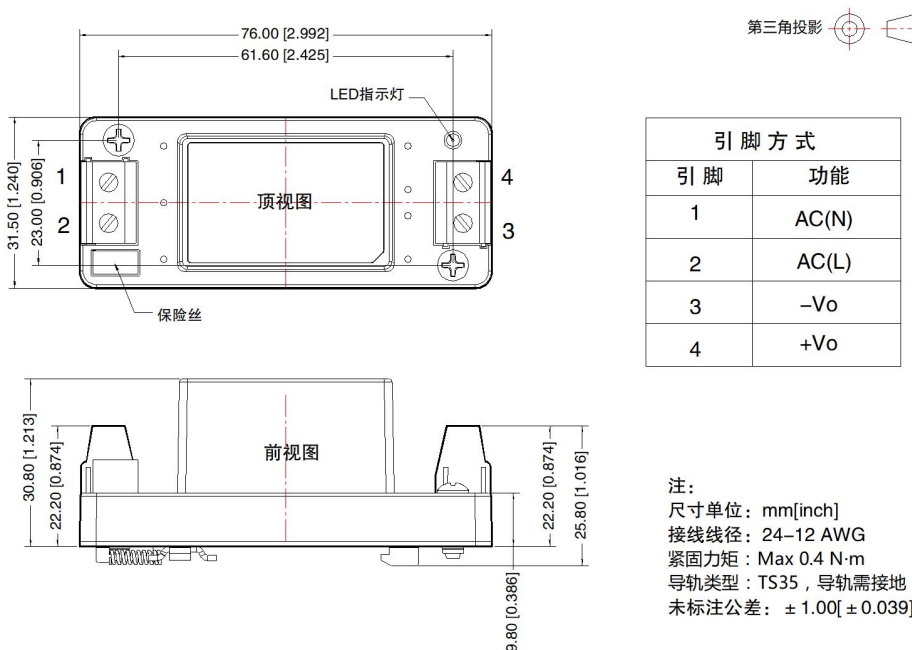 第三角投影
76.00 [2.992]
61.60 [2.425]
LED指示灯
31.50 [1.240]
23.00 [0.906]
1
2
顶视图
4
3
保险丝
引脚方式
引脚 功能
1 AC(N)
2 AC(L)
3 –Vo
4 +Vo
30.80 [1.213]
22.20 [0.874]
前视图
22.20 [0.874]
25.80 [1.016]
9.80 [0.386]
注:
尺寸单位:mm[inch]
接线线径:24–12 AWG
紧固力矩:Max 0.4 N·m
导轨类型:TS35,导轨需接地
未标注公差:±1.00[±0.039]